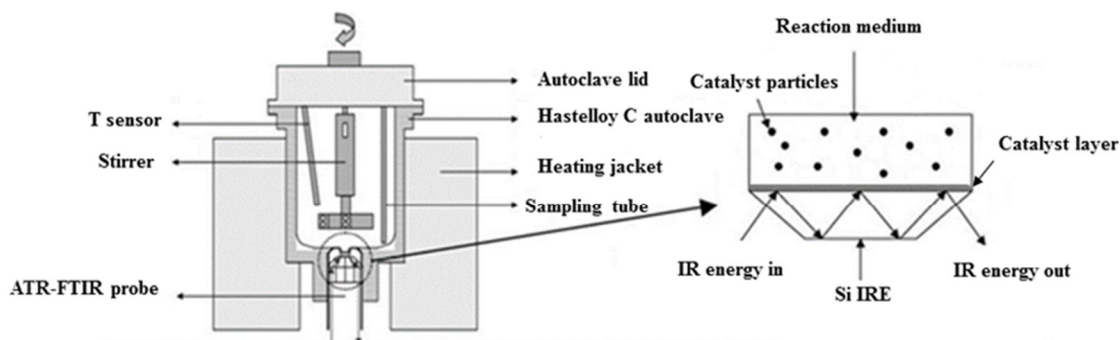 Autoclave lid
T sensor
Hastelloy C autoclave
Stirrer
Heating jacket
Sampling tube
ATR-FTIR probe
Reaction medium
Catalyst particles
Catalyst layer
IR energy in
IR energy out
Si IRE